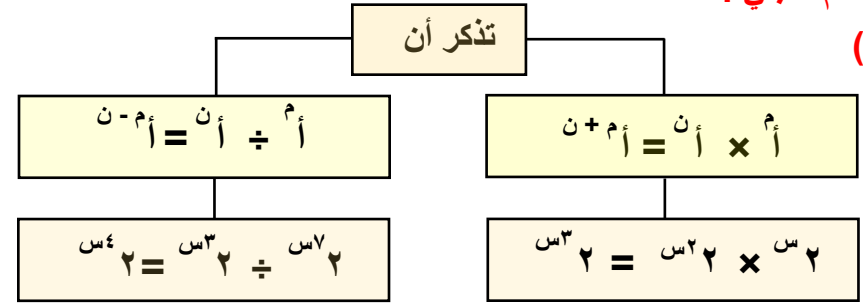 )
تذكر أن
أ^م × أ^ن = أ^(م + ن)
أ^م ÷ أ^ن = أ^(م - ن)
٢^س × ٢^٢س = ٢^٣س
٢^٧س ÷ ٢^٣س = ٢^٤س